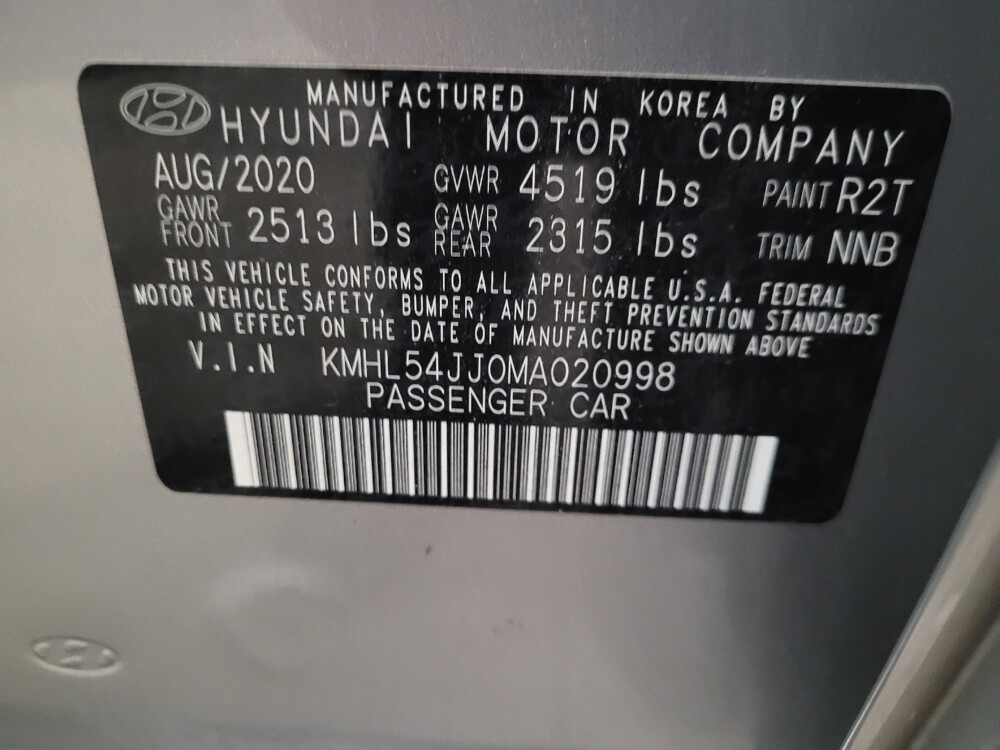 MANUFACTURED IN KOREA BY
HYUNDAI MOTOR COMPANY
AUG/2020 GVWR 4519 lbs PAINT R2T
GAWR FRONT 2513 lbs GAWR REAR 2315 lbs TRIM NNB
THIS VEHICLE CONFORMS TO ALL APPLICABLE U.S.A. FEDERAL
MOTOR VEHICLE SAFETY, BUMPER, AND THEFT PREVENTION STANDARDS
IN EFFECT ON THE DATE OF MANUFACTURE SHOWN ABOVE
V.I.N KMHL54JJ0MA020998
PASSENGER CAR